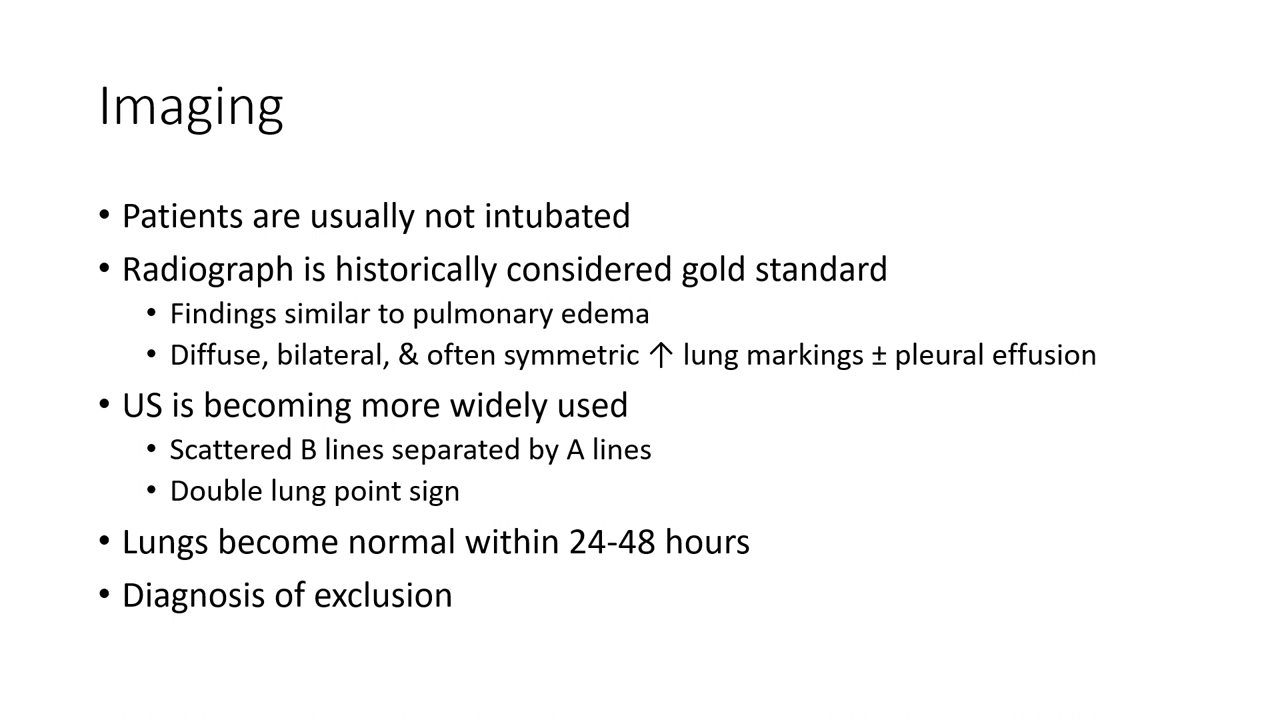 Imaging
• Patients are usually not intubated
• Radiograph is historically considered gold standard
• Findings similar to pulmonary edema
• Diffuse, bilateral, & often symmetric ↑ lung markings ± pleural effusion
• US is becoming more widely used
• Scattered B lines separated by A lines
• Double lung point sign
• Lungs become normal within 24-48 hours
• Diagnosis of exclusion